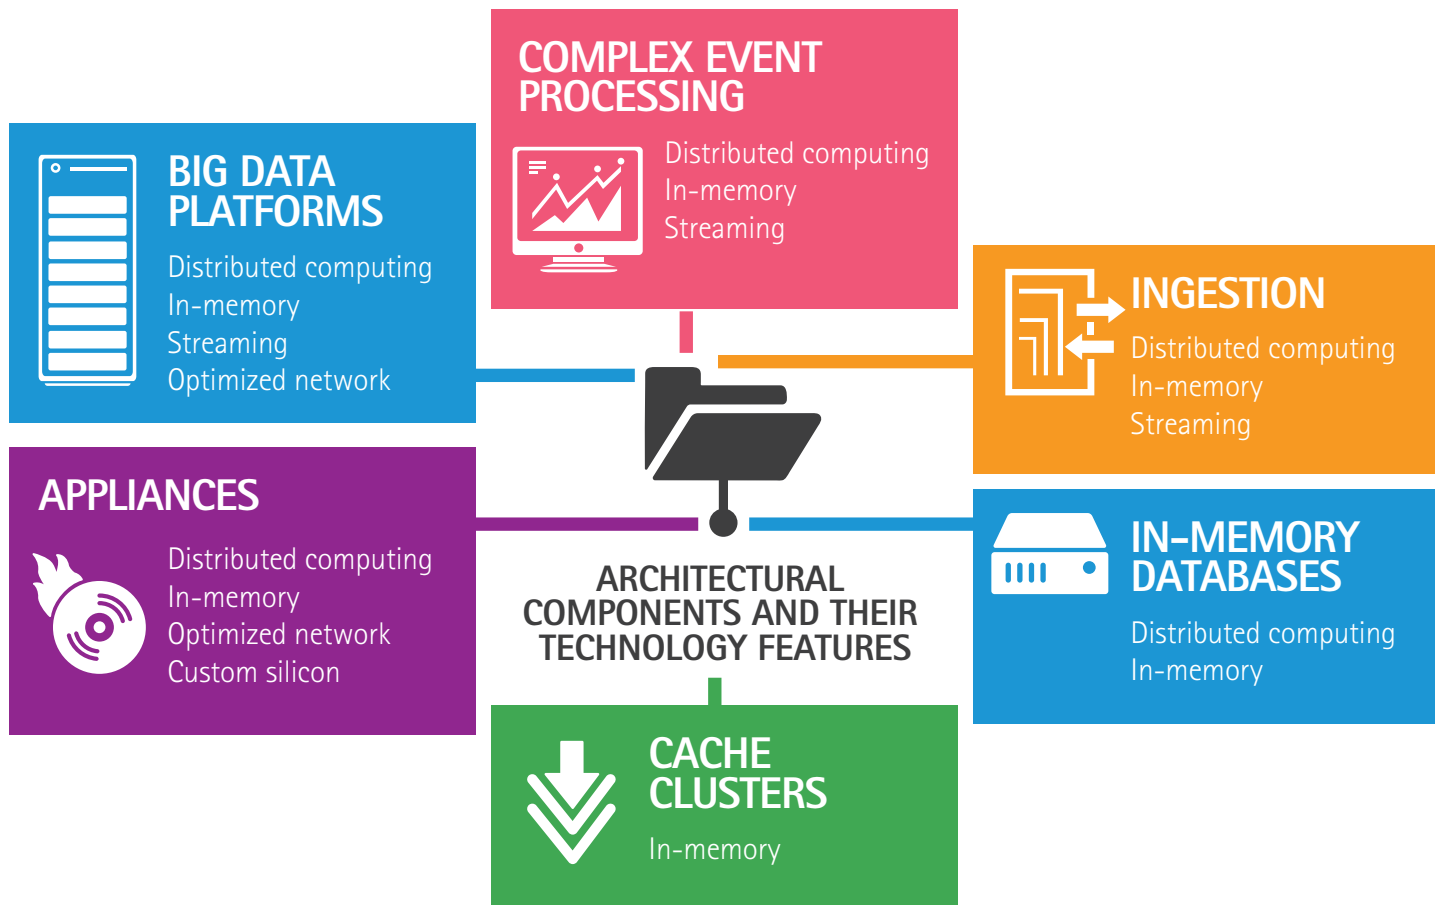 COMPLEX EVENT
PROCESSING
Distributed computing
In-memory
Streaming
BIG DATA
PLATFORMS
Distributed computing
In-memory
Streaming
Optimized network
INGESTION
Distributed computing
In-memory
Streaming
APPLIANCES
Distributed computing
In-memory
Optimized network
Custom silicon
IN-MEMORY
DATABASES
Distributed computing
In-memory
ARCHITECTURAL
COMPONENTS AND THEIR
TECHNOLOGY FEATURES
CACHE
CLUSTERS
In-memory